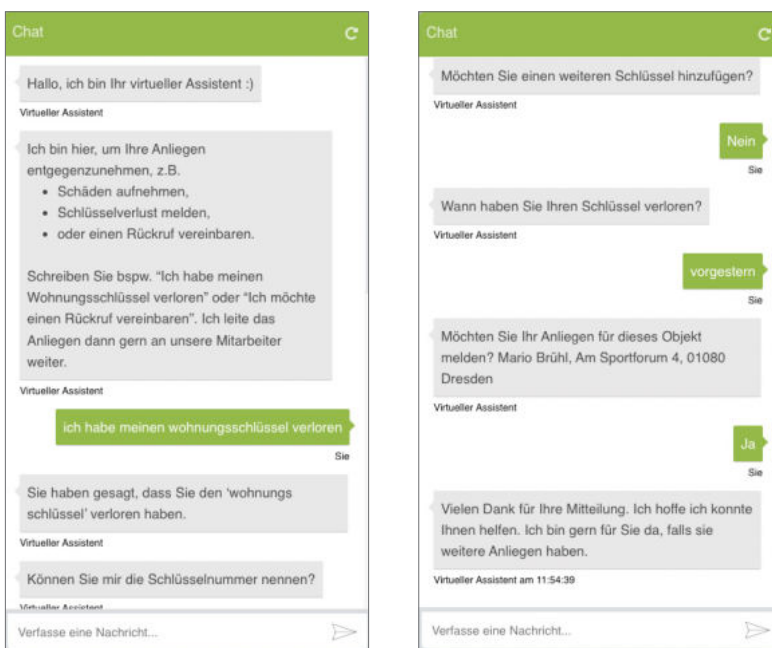 Chat
Hallo, ich bin Ihr virtueller Assistent :)
Virtueller Assistent
Ich bin hier, um Ihre Anliegen
entgegenzunehmen, z.B.
• Schäden aufnehmen,
• Schlüsselverlust melden,
• oder einen Rückruf vereinbaren.
Schreiben Sie bspw. “Ich habe meinen
Wohnungsschlüssel verloren” oder “Ich möchte
einen Rückruf vereinbaren”. Ich leite das
Anliegen dann gern an unsere Mitarbeiter
weiter.
Virtueller Assistent
ich habe meinen wohnungsschlüssel verloren
Sie
Sie haben gesagt, dass Sie den ‘wohnungs
schlüssel’ verloren haben.
Virtueller Assistent
Können Sie mir die Schlüsselnummer nennen?
Virtueller Assistent
Verfasse eine Nachricht...
Chat
Möchten Sie einen weiteren Schlüssel hinzufügen?
Virtueller Assistent
Nein
Sie
Wann haben Sie Ihren Schlüssel verloren?
Virtueller Assistent
vorgestern
Sie
Möchten Sie Ihr Anliegen für dieses Objekt
melden? Mario Brühl, Am Sportforum 4, 01080
Dresden
Virtueller Assistent
Ja
Sie
Vielen Dank für Ihre Mitteilung. Ich hoffe ich konnte
Ihnen helfen. Ich bin gern für Sie da, falls sie
weitere Anliegen haben.
Virtueller Assistent am 11:54:39
Verfasse eine Nachricht...